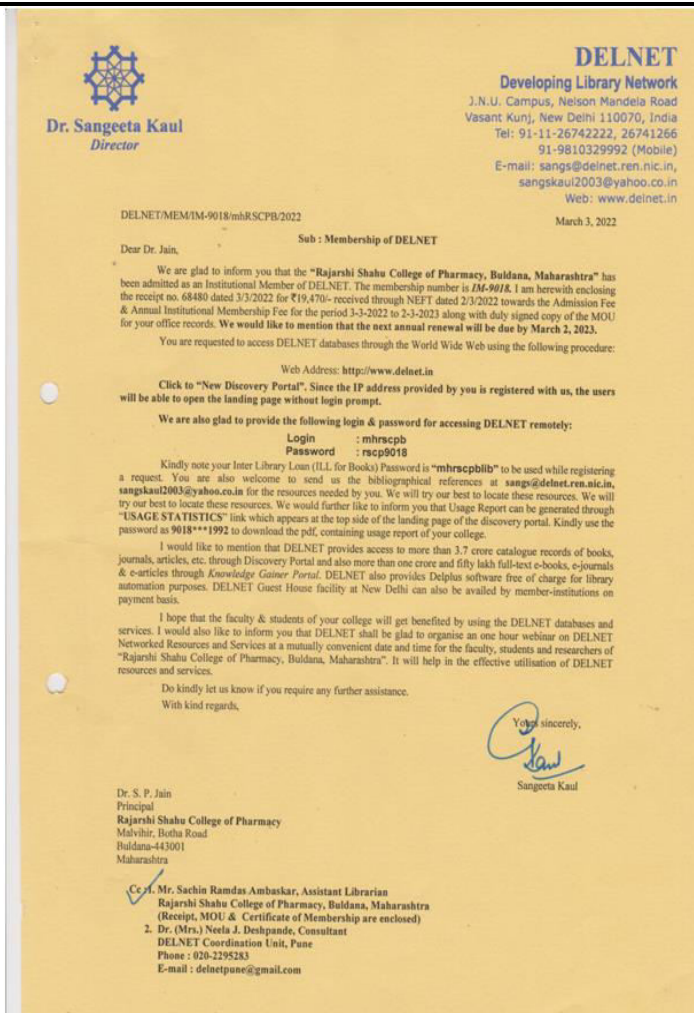 DELNET
Developing Library Network
J.N.U. Campus, Nelson Mandela Road
Vasant Kunj, New Delhi 110070, India
Tel: 91-11-26742222, 26741266
91-9810329992 (Mobile)
E-mail: sangs@delnet.ren.nic.in,
sangskaul2003@yahoo.co.in
Web: www.delnet.in
Dr. Sangeeta Kaul
Director
DELNET/MEM/IM-9018/mhRSCPB/2022
March 3, 2022
Sub : Membership of DELNET
Dear Dr. Jain,
We are glad to inform you that the "Rajarshi Shahu College of Pharmacy, Buldana, Maharashtra" has
been admitted as an Institutional Member of DELNET. The membership number is IM-9018. I am herewith enclosing
the receipt no. 68480 dated 3/3/2022 for ₹19,470/- received through NEFT dated 2/3/2022 towards the Admission Fee
& Annual Institutional Membership Fee for the period 3-3-2022 to 2-3-2023 along with duly signed copy of the MOU
for your office records. We would like to mention that the next annual renewal will be due by March 2, 2023.
You are requested to access DELNET databases through the World Wide Web using the following procedure:
Web Address: http://www.delnet.in
Click to "New Discovery Portal". Since the IP address provided by you is registered with us, the users
will be able to open the landing page without login prompt.
We are also glad to provide the following login & password for accessing DELNET remotely:
Login : mhrscpb
Password : rscp9018
Kindly note your Inter Library Loan (ILL for Books) Password is "mhrscpblib" to be used while registering
a request. You are also welcome to send us the bibliographical references at sangs@delnet.ren.nic.in,
sangskaul2003@yahoo.co.in for the resources needed by you. We will try our best to locate these resources. We will
try our best to locate these resources. We would further like to inform you that Usage Report can be generated through
"USAGE STATISTICS" link which appears at the top side of the landing page of the discovery portal. Kindly use the
password as 9018***1992 to download the pdf, containing usage report of your college.
I would like to mention that DELNET provides access to more than 3.7 crore catalogue records of books,
journals, articles, etc. through Discovery Portal and also more than one crore and fifty lakh full-text e-books, e-journals
& e-articles through Knowledge Gainer Portal. DELNET also provides Delplus software free of charge for library
automation purposes. DELNET Guest House facility at New Delhi can also be availed by member-institutions on
payment basis.
I hope that the faculty & students of your college will get benefited by using the DELNET databases and
services. I would also like to inform you that DELNET shall be glad to organise an one hour webinar on DELNET
Networked Resources and Services at a mutually convenient date and time for the faculty, students and researchers of
"Rajarshi Shahu College of Pharmacy, Buldana, Maharashtra". It will help in the effective utilisation of DELNET
resources and services.
Do kindly let us know if you require any further assistance.
With kind regards,
Yours sincerely,
Kaul
Sangeeta Kaul
Dr. S. P. Jain
Principal
Rajarshi Shahu College of Pharmacy
Malvihir, Botha Road
Buldana-443001
Maharashtra
Cc :1. Mr. Sachin Ramdas Ambaskar, Assistant Librarian
Rajarshi Shahu College of Pharmacy, Buldana, Maharashtra
(Receipt, MOU & Certificate of Membership are enclosed)
2. Dr. (Mrs.) Neela J. Deshpande, Consultant
DELNET Coordination Unit, Pune
Phone : 020-2295283
E-mail : delnetpune@gmail.com